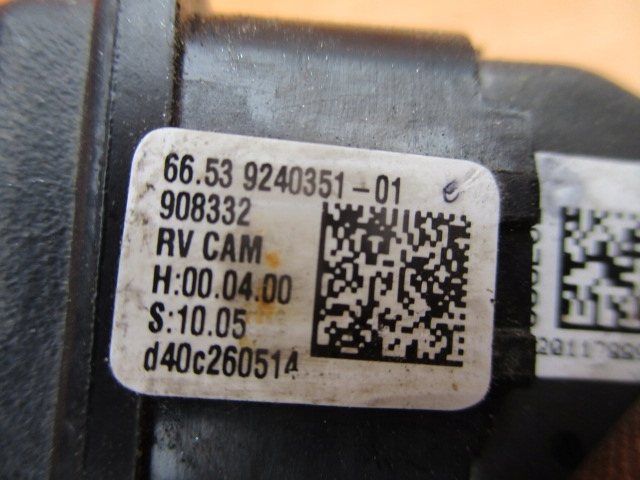 66.53 9240351-01
908332
RV CAM
H:00.04.00
S:10.05
d40c260514